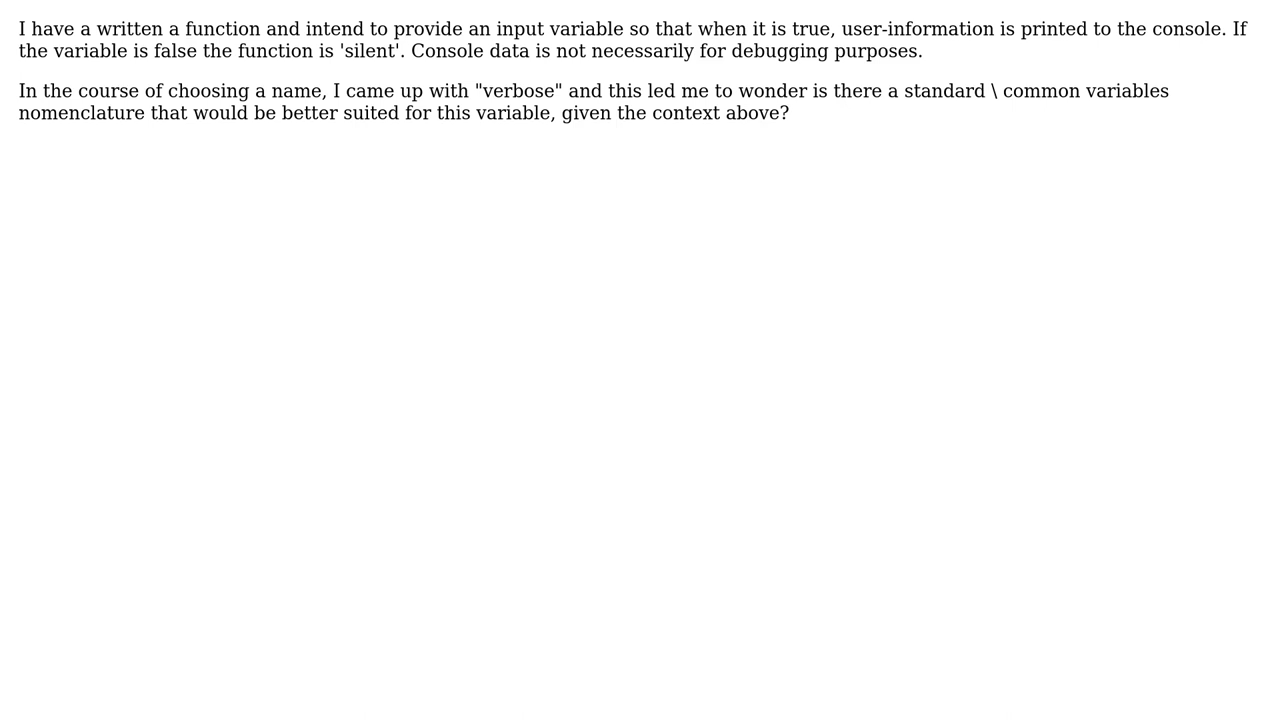 I have a written a function and intend to provide an input variable so that when it is true, user-information is printed to the console. If
the variable is false the function is 'silent'. Console data is not necessarily for debugging purposes.
In the course of choosing a name, I came up with "verbose" and this led me to wonder is there a standard \ common variables
nomenclature that would be better suited for this variable, given the context above?